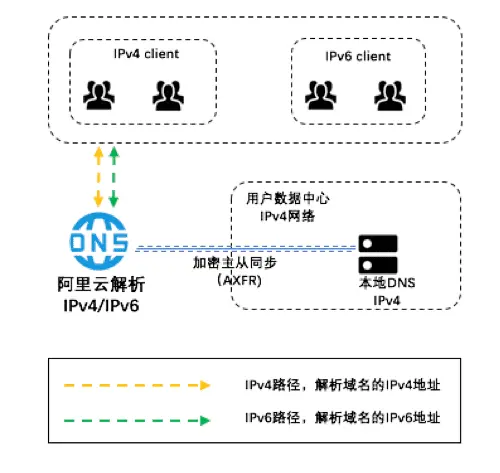 IPv4 client
IPv6 client
用户数据中心
IPv4网络
DNS
阿里云解析
IPv4/IPv6
加密主从同步
（AXFR)
本地DNS
IPv4
IPv4路径，解析域名的IPv4地址
IPv6路径，解析域名的IPv6地址